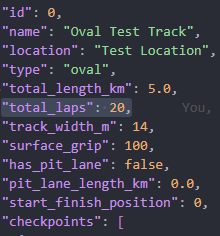 "id": 0,
"name": "Oval Test Track",
"location": "Test Location",
"type": "oval",
"total_length_km": 5.0,
"total_laps": 20, You,
"track_width_m": 14,
"surface_grip": 100,
"has_pit_lane": false,
"pit_lane_length_km": 0.0,
"start_finish_position": 0,
"checkpoints": [